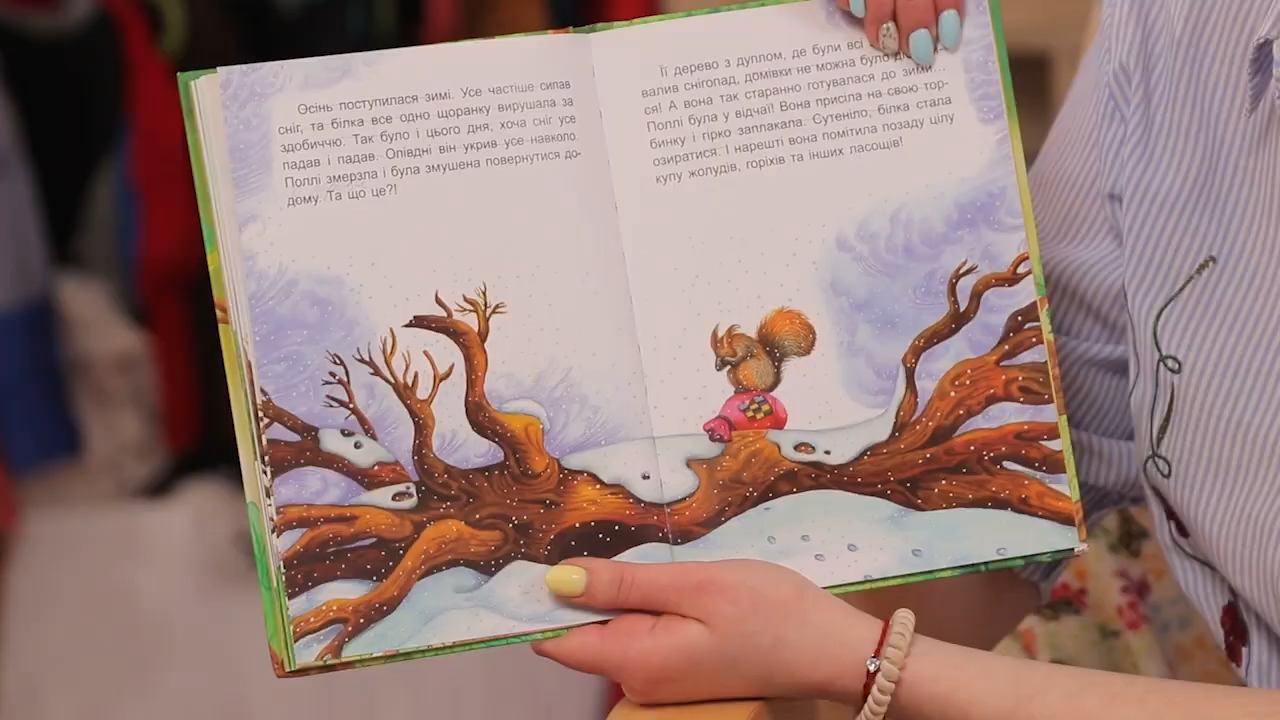 Осінь поступилася зимі. Усе частіше сипав
сніг, та білка все одно щоранку вирушала за
здобиччю. Так було і цього дня, хоча сніг усе
падав і падав. Опівдні він укрив усе навколо.
Поллі змерзла і була змушена повернутися до-
дому. Та що це?!
Її дерево з дуплом, де були всі
валив снігопад, домівки не можна було
ся! А вона так старанно готувалася до зими...
Поллі була у відчаї! Вона присіла на свою тор-
бинку і гірко заплакала. Сутеніло, білка стала
озиратися. І нарешті вона помітила позаду цілу
купу жолудів, горіхів та інших ласощів!